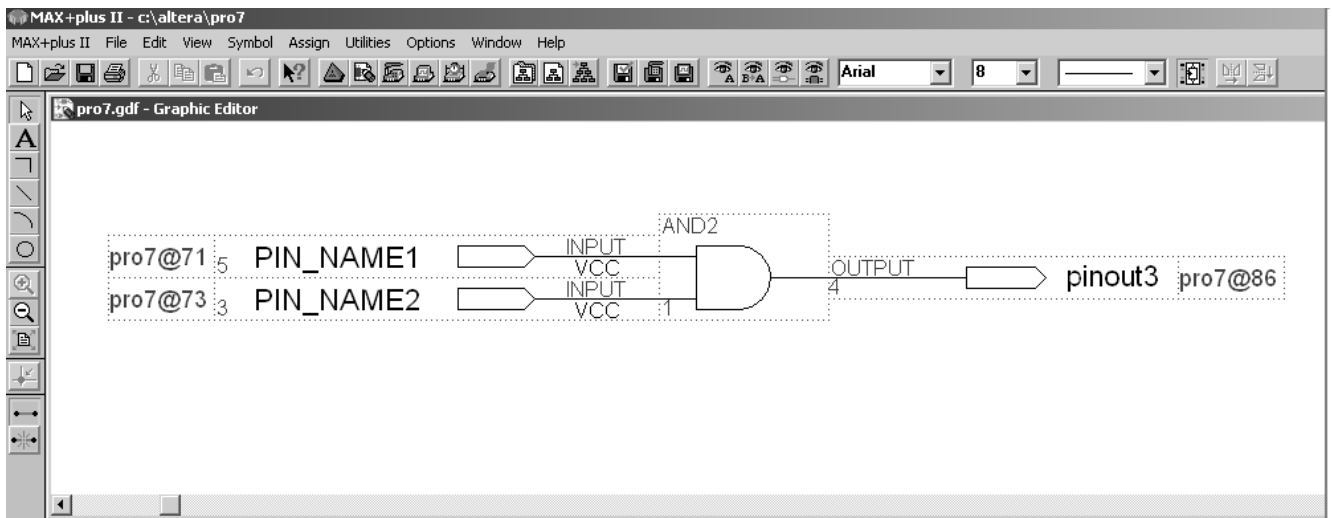 MAX+plus II - c:\altera\pro7
MAX+plus II File Edit View Symbol Assign Utilities Options Window Help
Arial 8
pro7.gdf - Graphic Editor
A
AND2
pro7@71 5 PIN_NAME1 INPUT VCC
OUTPUT 4 pinout3 pro7@86
pro7@73 3 PIN_NAME2 INPUT VCC 1